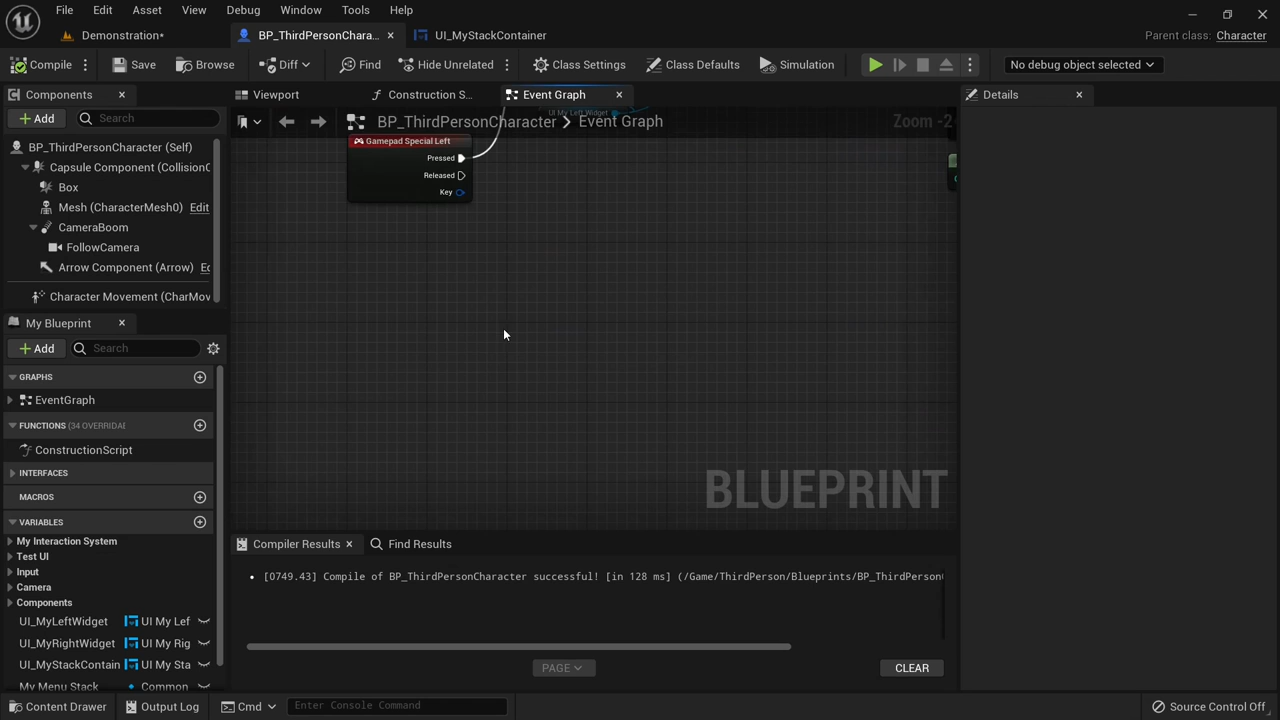 File Edit Asset View Debug Window Tools Help
Demonstration* BP_ThirdPersonChara... UI_MyStackContainer Parent class: Character
Compile Save Browse Diff Find Hide Unrelated Class Settings Class Defaults Simulation No debug object selected
Components Viewport Construction S... Event Graph Details
Add Search BP_ThirdPersonCharacter > Event Graph Zoom -2
UI My Left Widget
BP_ThirdPersonCharacter (Self)
Capsule Component (CollisionC
Box
Mesh (CharacterMesh0) Edit
CameraBoom
FollowCamera
Arrow Component (Arrow) Ec
Character Movement (CharMov
Gamepad Special Left
Pressed
Released
Key
My Blueprint
Add Search
GRAPHS
EventGraph
FUNCTIONS (34 OVERRIDAE
ConstructionScript
INTERFACES
MACROS
VARIABLES
My Interaction System
Test UI
Input
Camera
Components
UI_MyLeftWidget UI My Lef
UI_MyRightWidget UI My Rig
UI_MyStackContain UI My Sta
My Menu Stack Common
BLUEPRINT
Compiler Results Find Results
[0749.43] Compile of BP_ThirdPersonCharacter successful! [in 128 ms] (/Game/ThirdPerson/Blueprints/BP_ThirdPerson
PAGE CLEAR
Content Drawer Output Log Cmd Enter Console Command Source Control Off